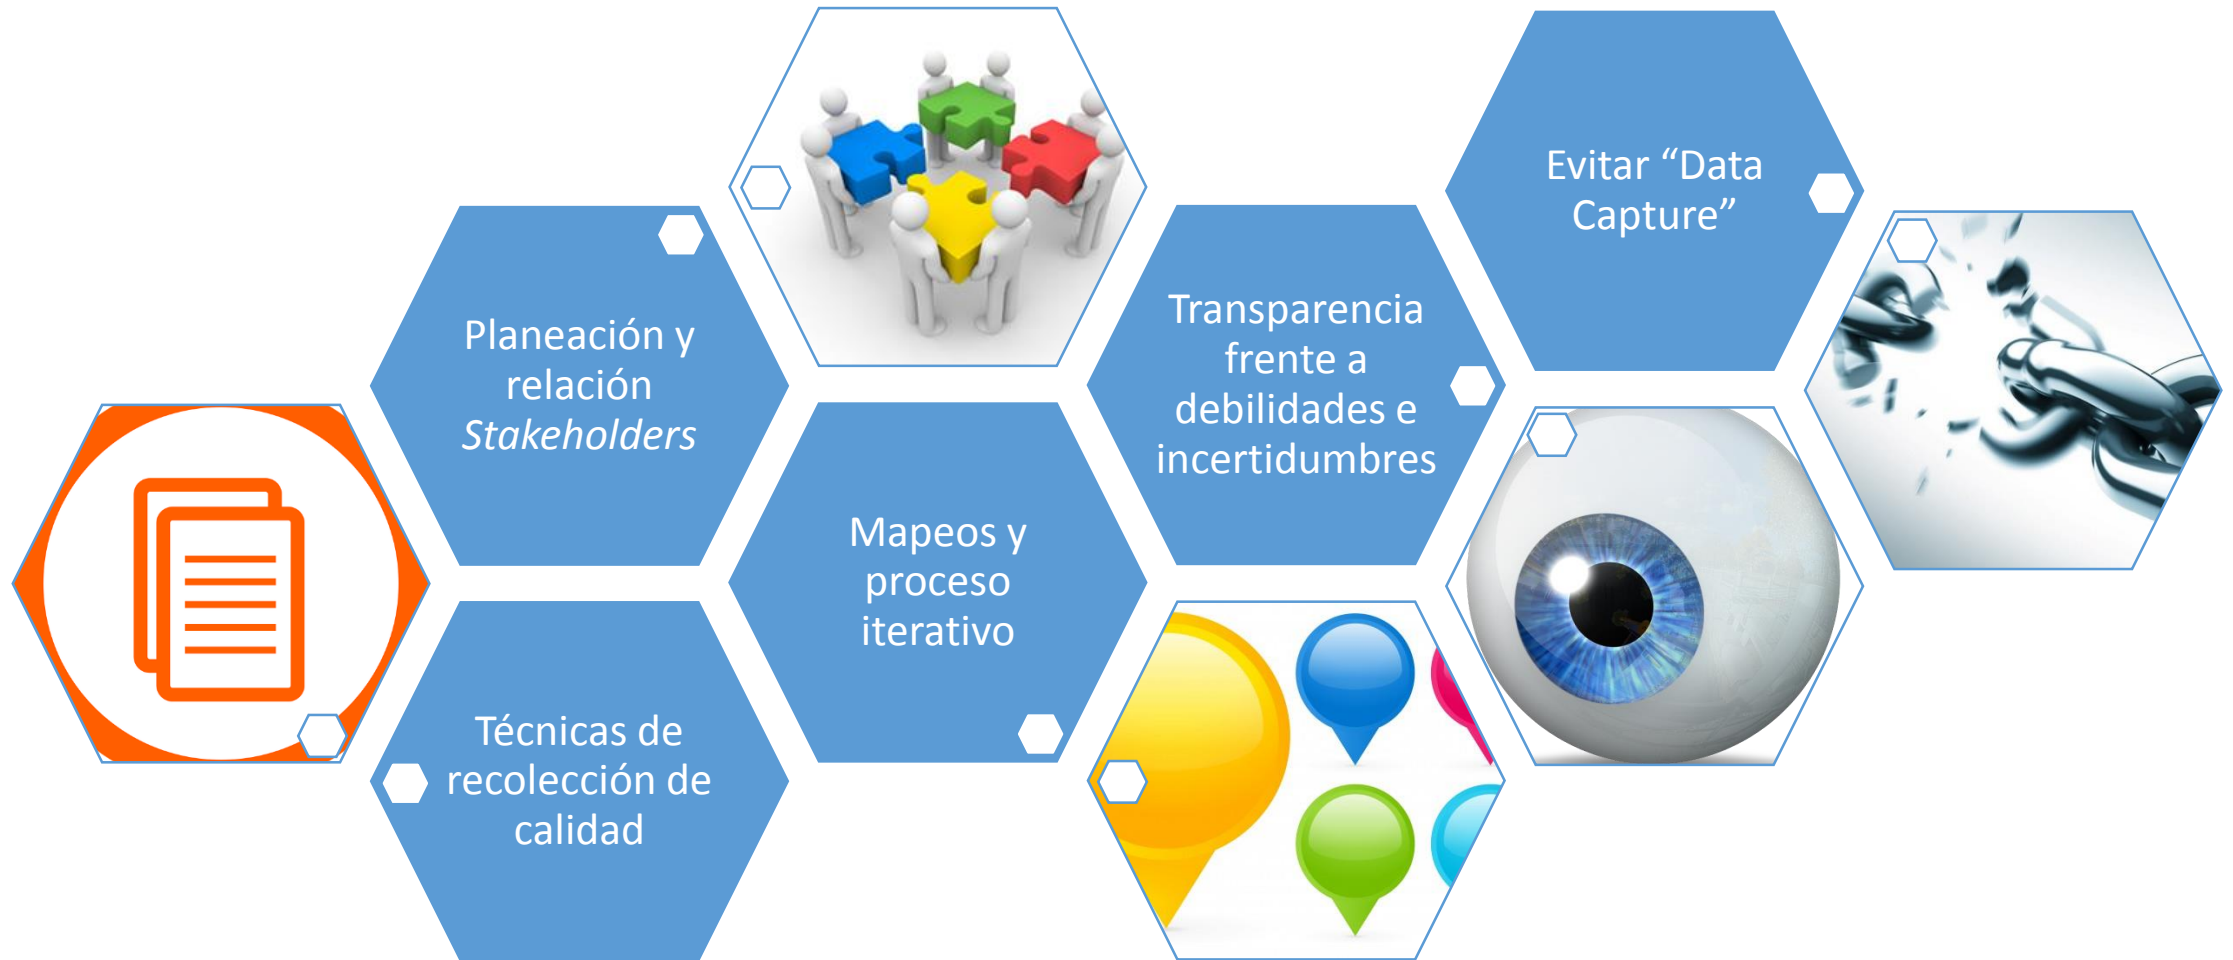 Planeación y
relación
Stakeholders
Técnicas de
recolección de
calidad
Mapeos y
proceso
iterativo
Transparencia
frente a
debilidades e
incertidumbres
Evitar “Data
Capture”